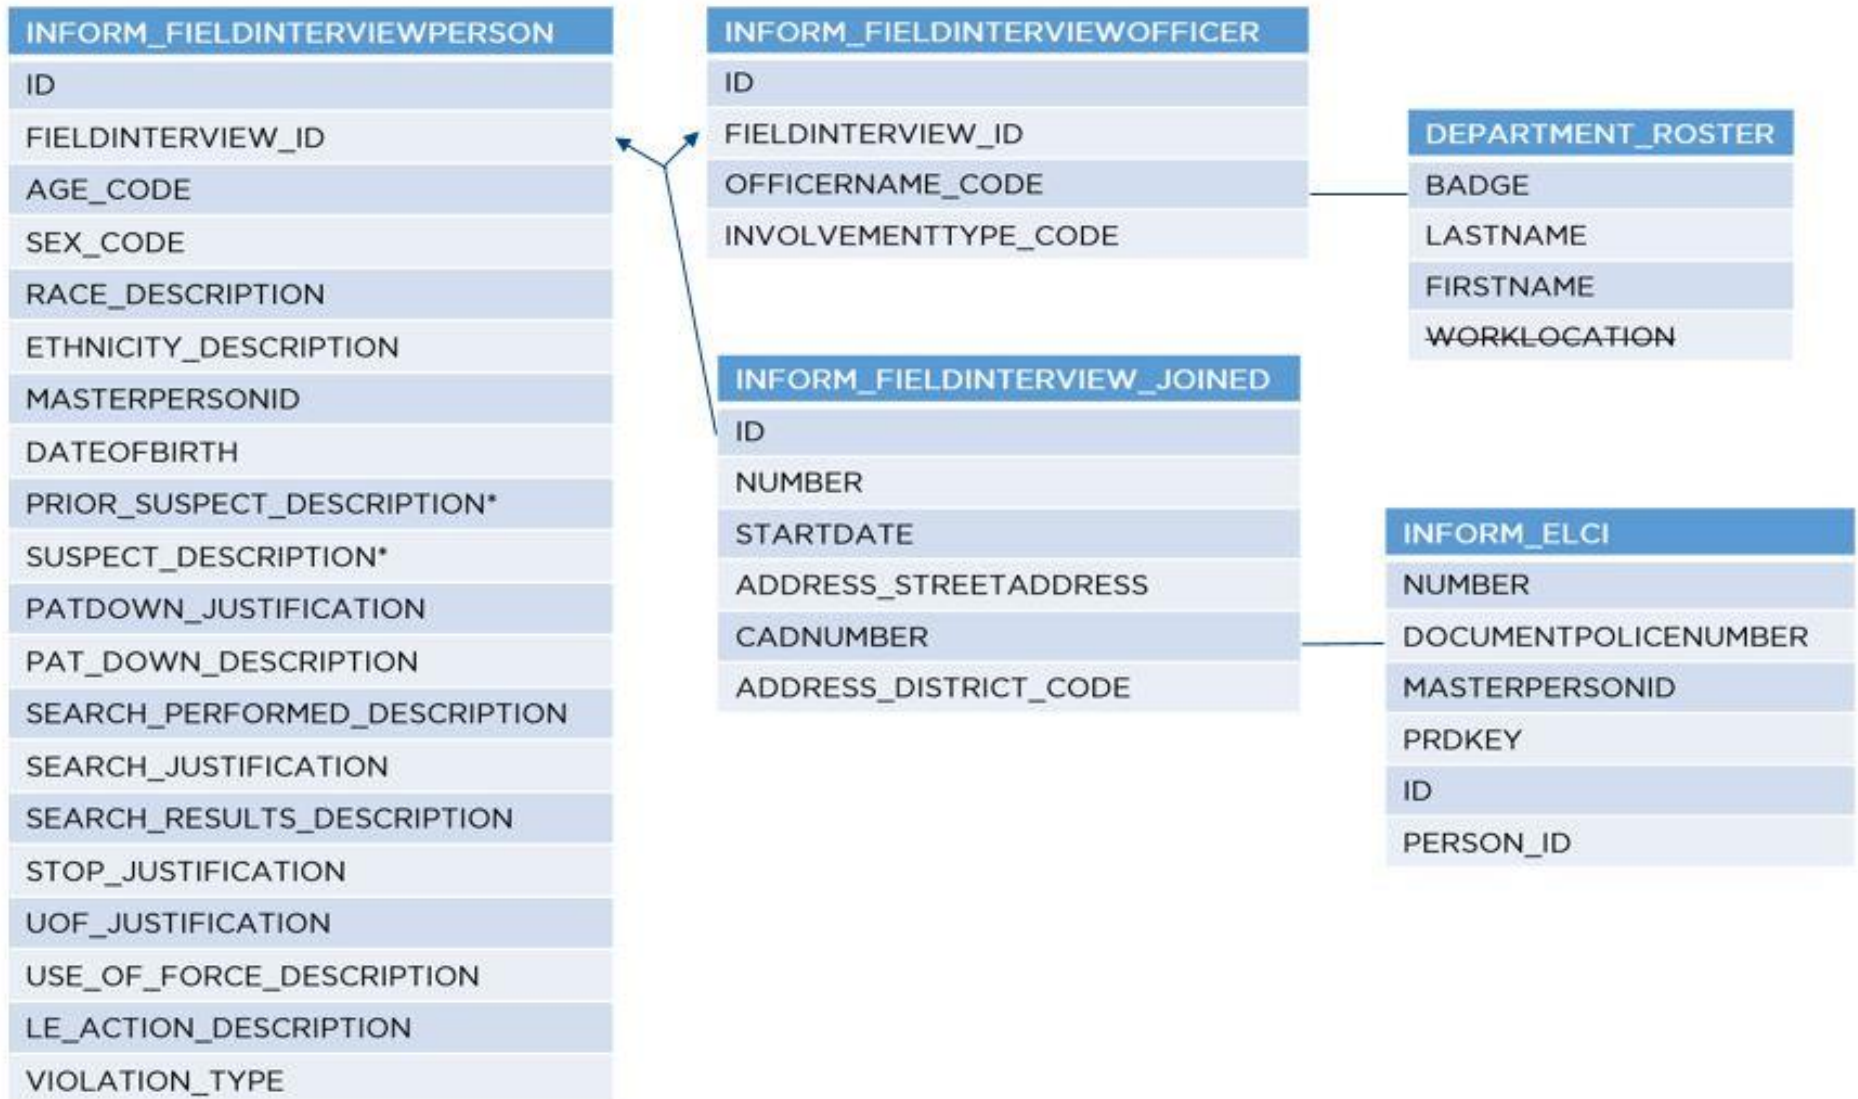 INFORM_FIELDINTERVIEWPERSON
ID
FIELDINTERVIEW_ID
AGE_CODE
SEX_CODE
RACE_DESCRIPTION
ETHNICITY_DESCRIPTION
MASTERPERSONID
DATEOFBIRTH
PRIOR_SUSPECT_DESCRIPTION*
SUSPECT_DESCRIPTION*
PATDOWN_JUSTIFICATION
PAT_DOWN_DESCRIPTION
SEARCH_PERFORMED_DESCRIPTION
SEARCH_JUSTIFICATION
SEARCH_RESULTS_DESCRIPTION
STOP_JUSTIFICATION
UOF_JUSTIFICATION
USE_OF_FORCE_DESCRIPTION
LE_ACTION_DESCRIPTION
VIOLATION_TYPE
INFORM_FIELDINTERVIEWOFFICER
ID
FIELDINTERVIEW_ID
OFFICERNAME_CODE
INVOLVEMENTTYPE_CODE
INFORM_FIELDINTERVIEW_JOINED
ID
NUMBER
STARTDATE
ADDRESS_STREETADDRESS
CADNUMBER
ADDRESS_DISTRICT_CODE
DEPARTMENT_ROSTER
BADGE
LASTNAME
FIRSTNAME
WORKLOCATION
INFORM_ELCI
NUMBER
DOCUMENTPOLICENUMBER
MASTERPERSONID
PRDKEY
ID
PERSON_ID